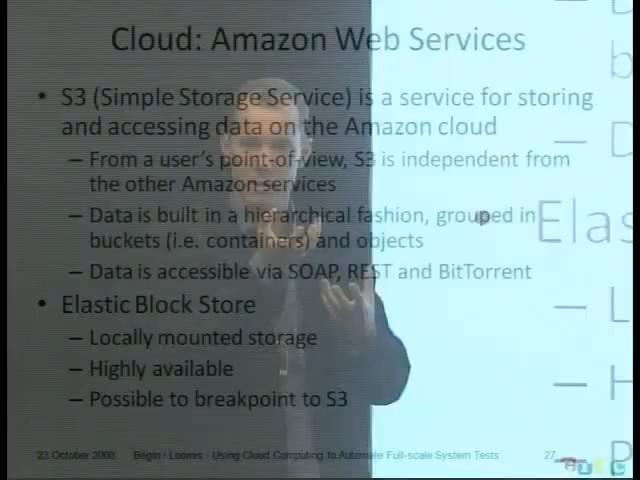 Cloud: Amazon Web Services
• S3 (Simple Storage Service) is a service for storing
and accessing data on the Amazon cloud
– From a user's point-of-view, S3 is independent from
the other Amazon services
– Data is built in a hierarchical fashion, grouped in
buckets (i.e. containers) and objects
– Data is accessible via SOAP, REST and BitTorrent
• Elastic Block Store
– Locally mounted storage
– Highly available
– Possible to breakpoint to S3
23 October 2008 Bégin / Loomes : Using Cloud Computing to Automate Full-scale System Tests 27
– D
b
– D
Elas
– L
– H
– P